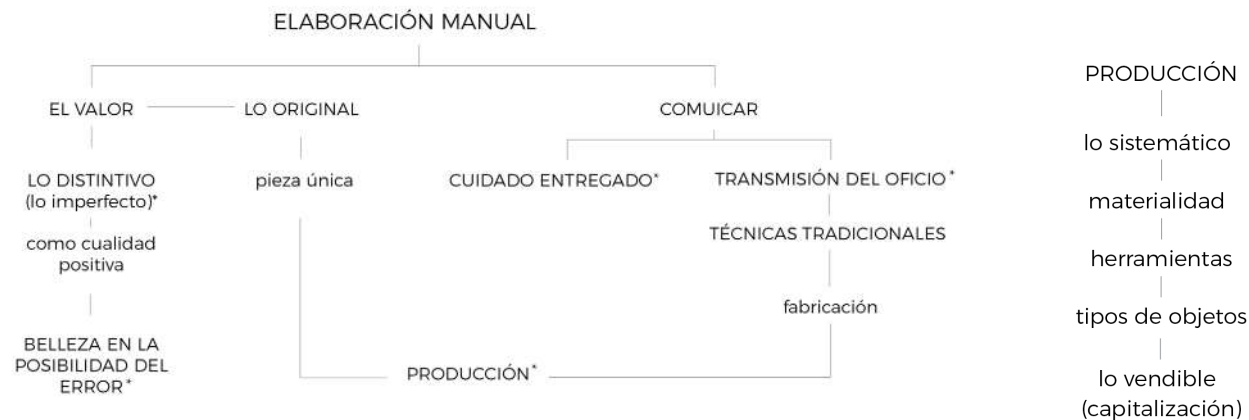 ELABORACIÓN MANUAL
EL VALOR
LO ORIGINAL
COMUICAR
LO DISTINTIVO
(lo imperfecto)*
pieza única
CUIDADO ENTREGADO*
TRANSMISIÓN DEL OFICIO*
como cualidad
positiva
TÉCNICAS TRADICIONALES
fabricación
BELLEZA EN LA
POSIBILIDAD DEL
ERROR*
PRODUCCIÓN*
PRODUCCIÓN
lo sistemático
materialidad
herramientas
tipos de objetos
lo vendible
(capitalización)